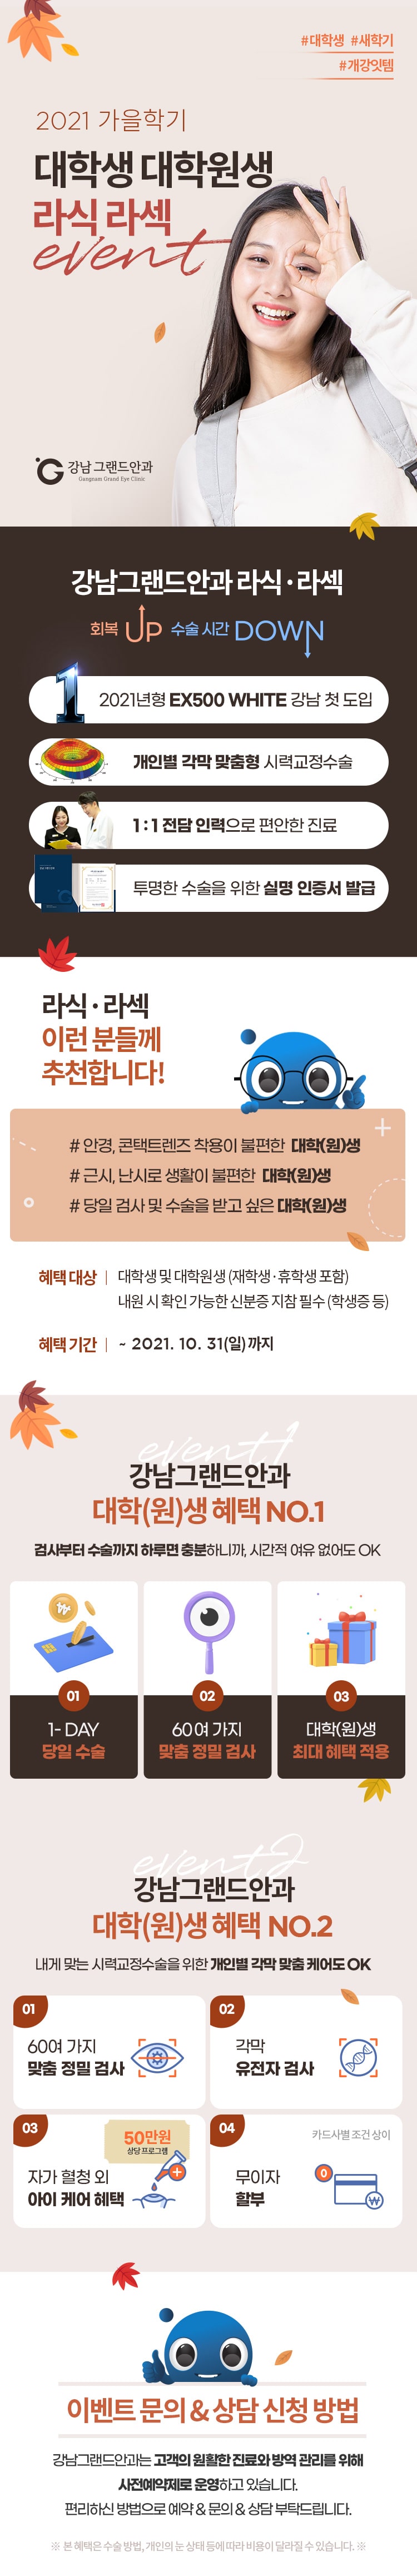 #대학생 #새학기
#개강잇템
2021 가을학기
대학생 대학원생
라식 라섹
event
강남 그랜드안과
Gangnam Grand Eye Clinic
강남그랜드안과 라식·라섹
회복 UP 수술 시간 DOWN
1
2021년형 EX500 WHITE 강남 첫 도입
개인별 각막 맞춤형 시력교정수술
1:1 전담 인력으로 편안한 진료
투명한 수술을 위한 실명 인증서 발급
라식·라섹
이런 분들께
추천합니다!
# 안경, 콘택트렌즈 착용이 불편한 대학(원)생
# 근시, 난시로 생활이 불편한 대학(원)생
# 당일 검사 및 수술을 받고 싶은 대학(원)생
혜택 대상 | 대학생 및 대학원생 (재학생·휴학생 포함)
내원 시 확인 가능한 신분증 지참 필수 (학생증 등)
혜택 기간 | ~ 2021. 10. 31(일) 까지
event1
강남그랜드안과
대학(원)생 혜택 NO.1
검사부터 수술까지 하루면 충분하니까, 시간적 여유 없어도 OK
01
1- DAY
당일 수술
02
60여 가지
맞춤 정밀 검사
03
대학(원)생
최대 혜택 적용
event2
강남그랜드안과
대학(원)생 혜택 NO.2
내게 맞는 시력교정수술을 위한 개인별 각막 맞춤 케어도 OK
01
60여 가지
맞춤 정밀 검사
02
각막
유전자 검사
03
50만원
상당 프로그램
자가 혈청 외
아이 케어 혜택
04
카드사별 조건 상이
무이자
할부
0
₩
이벤트 문의 & 상담 신청 방법
강남그랜드안과는 고객의 원활한 진료와 방역 관리를 위해
사전예약제로 운영하고 있습니다.
편리하신 방법으로 예약 & 문의 & 상담 부탁드립니다.
※ 본 혜택은 수술 방법, 개인의 눈 상태 등에 따라 비용이 달라질 수 있습니다. ※